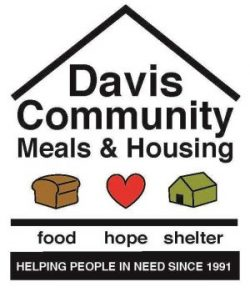 Davis
Community
Meals & Housing
food hope shelter
HELPING PEOPLE IN NEED SINCE 1991